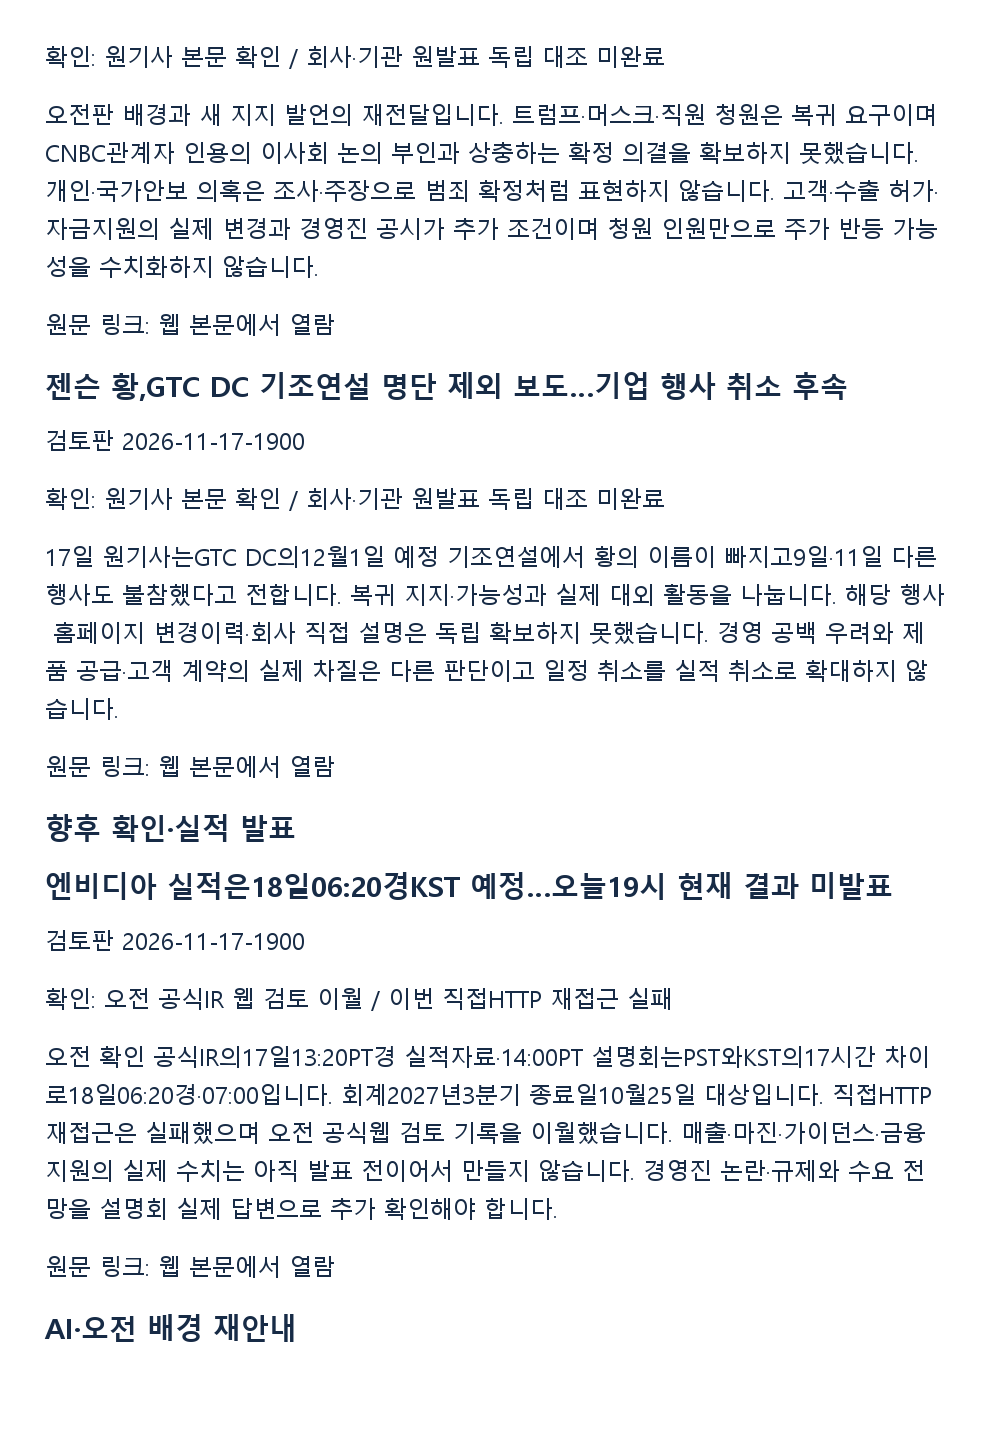 확인: 원기사 본문 확인 / 회사·기관 원발표 독립 대조 미완료
오전판 배경과 새 지지 발언의 재전달입니다. 트럼프·머스크·직원 청원은 복귀 요구이며
CNBC관계자 인용의 이사회 논의 부인과 상충하는 확정 의결을 확보하지 못했습니다.
개인·국가안보 의혹은 조사·주장으로 범죄 확정처럼 표현하지 않습니다. 고객·수출 허가·
자금지원의 실제 변경과 경영진 공시가 추가 조건이며 청원 인원만으로 주가 반등 가능
성을 수치화하지 않습니다.
원문 링크: 웹 본문에서 열람
젠슨 황,GTC DC 기조연설 명단 제외 보도…기업 행사 취소 후속
검토판 2026-11-17-1900
확인: 원기사 본문 확인 / 회사·기관 원발표 독립 대조 미완료
17일 원기사는GTC DC의12월1일 예정 기조연설에서 황의 이름이 빠지고9일·11일 다른
행사도 불참했다고 전합니다. 복귀 지지·가능성과 실제 대외 활동을 나눕니다. 해당 행사
홈페이지 변경이력·회사 직접 설명은 독립 확보하지 못했습니다. 경영 공백 우려와 제
품 공급·고객 계약의 실제 차질은 다른 판단이고 일정 취소를 실적 취소로 확대하지 않
습니다.
원문 링크: 웹 본문에서 열람
향후 확인·실적 발표
엔비디아 실적은18일06:20경KST 예정…오늘19시 현재 결과 미발표
검토판 2026-11-17-1900
확인: 오전 공식IR 웹 검토 이월 / 이번 직접HTTP 재접근 실패
오전 확인 공식IR의17일13:20PT경 실적자료·14:00PT 설명회는PST와KST의17시간 차이
로18일06:20경·07:00입니다. 회계2027년3분기 종료일10월25일 대상입니다. 직접HTTP
재접근은 실패했으며 오전 공식웹 검토 기록을 이월했습니다. 매출·마진·가이던스·금융
지원의 실제 수치는 아직 발표 전이어서 만들지 않습니다. 경영진 논란·규제와 수요 전
망을 설명회 실제 답변으로 추가 확인해야 합니다.
원문 링크: 웹 본문에서 열람
AI·오전 배경 재안내